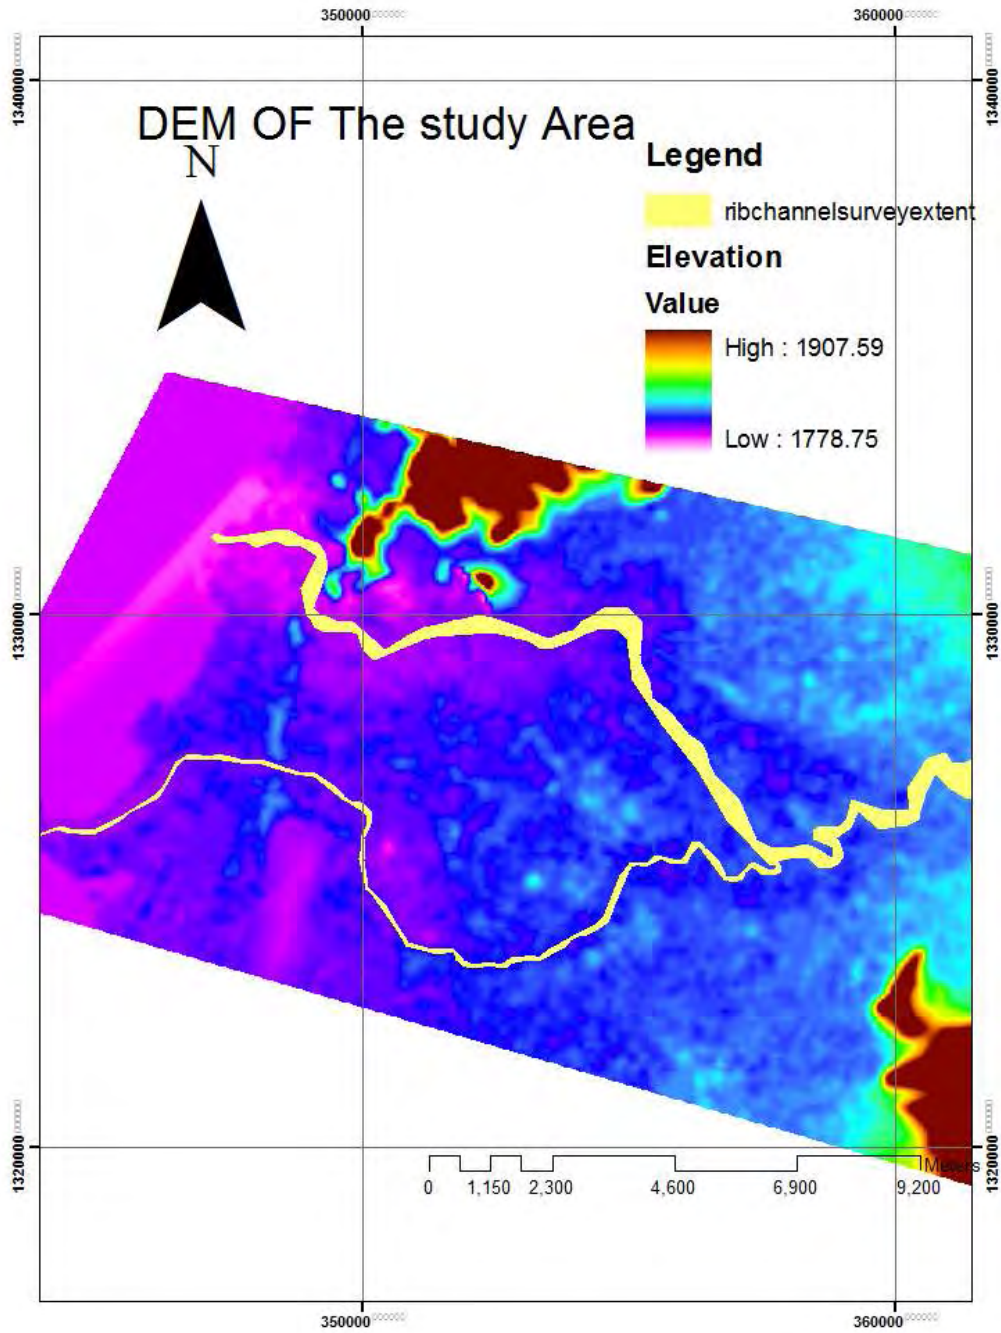 350000 360000
1340000 1340000
DEM OF The study Area
N
Legend
ribchannelsurveyextent
Elevation
Value
High : 1907.59
Low : 1778.75
1330000 1330000
1320000 1320000
Meters
0 1,150 2,300 4,600 6,900 9,200
350000 360000